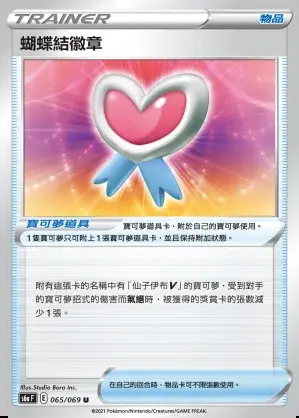 TRAINER 物品
蝴蝶結徽章
寶可夢道具 寶可夢道具卡，附於自己的寶可夢使用。
1隻寶可夢只可附上1張寶可夢道具卡，並且保持附加狀態。
附有這張卡的名稱中有「仙子伊布V」的寶可夢，受到對手
的寶可夢招式的傷害而氣絕時，被獲得的獎賞卡的張數減
少1張。
Illus. Studio Bora Inc.
S6a F E 065/069 U
在自己的回合時，物品卡可不限張數使用。
©2021 Pokémon/Nintendo/Creatures/GAME FREAK.